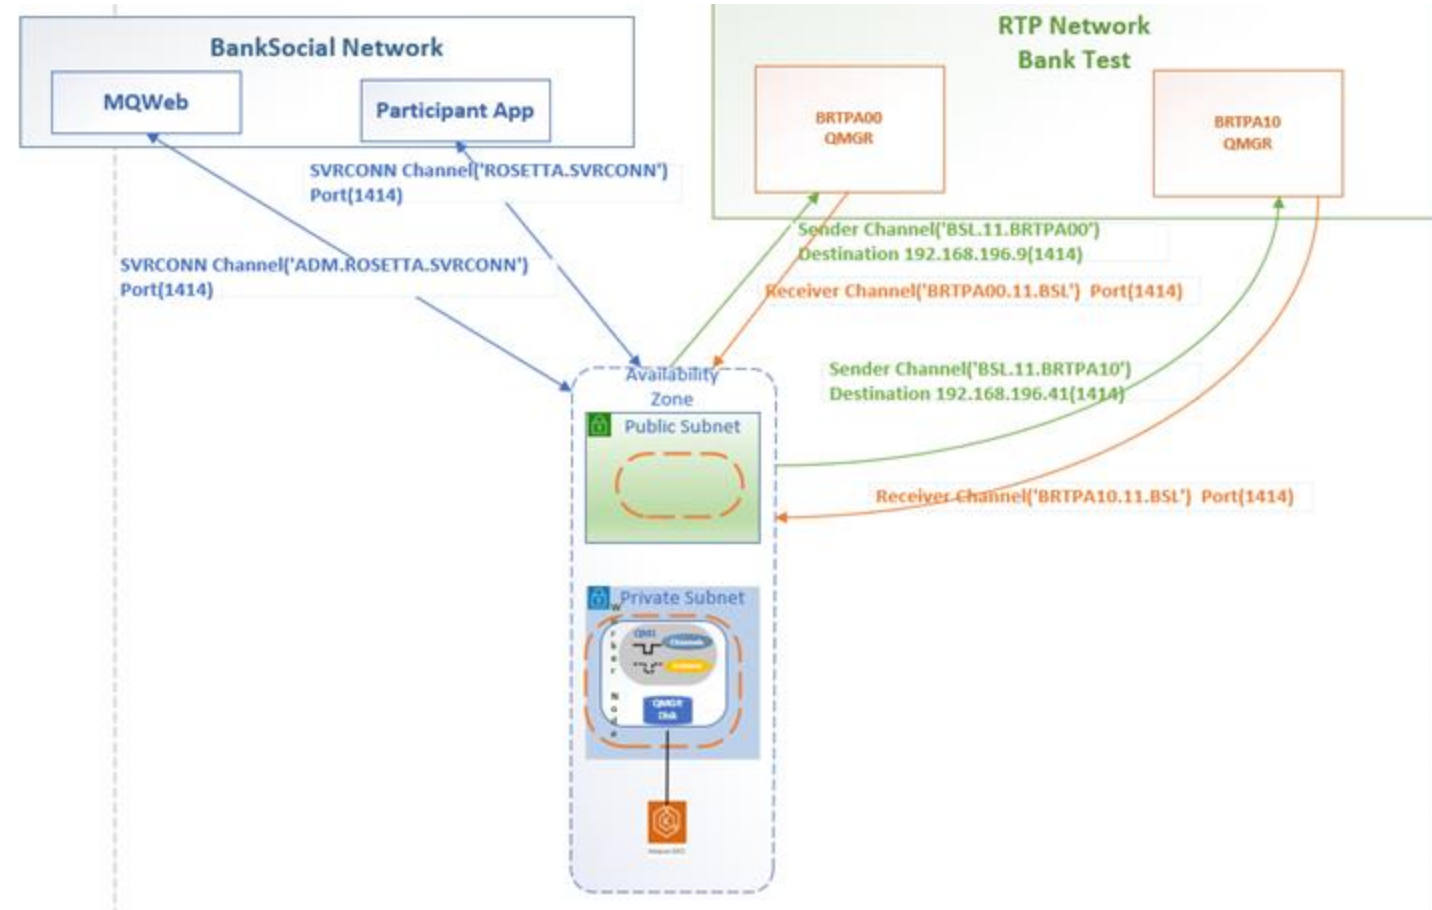 BankSocial Network
MQWeb
Participant App
RTP Network
Bank Test
BRTPA00
QMGR
BRTPA10
QMGR
SVRCONN Channel('ROSETTA.SVRCONN')
Port(1414)
SVRCONN Channel('ADM.ROSETTA.SVRCONN')
Port(1414)
Sender Channel('BSL.11.BRTPA00')
Destination 192.168.196.9(1414)
Receiver Channel('BRTPA00.11.BSL') Port(1414)
Sender Channel('BSL.11.BRTPA10')
Destination 192.168.196.41(1414)
Receiver Channel('BRTPA10.11.BSL') Port(1414)
Availability
Zone
Public Subnet
Private Subnet
Worker Node
Channels
QMGR
Disk